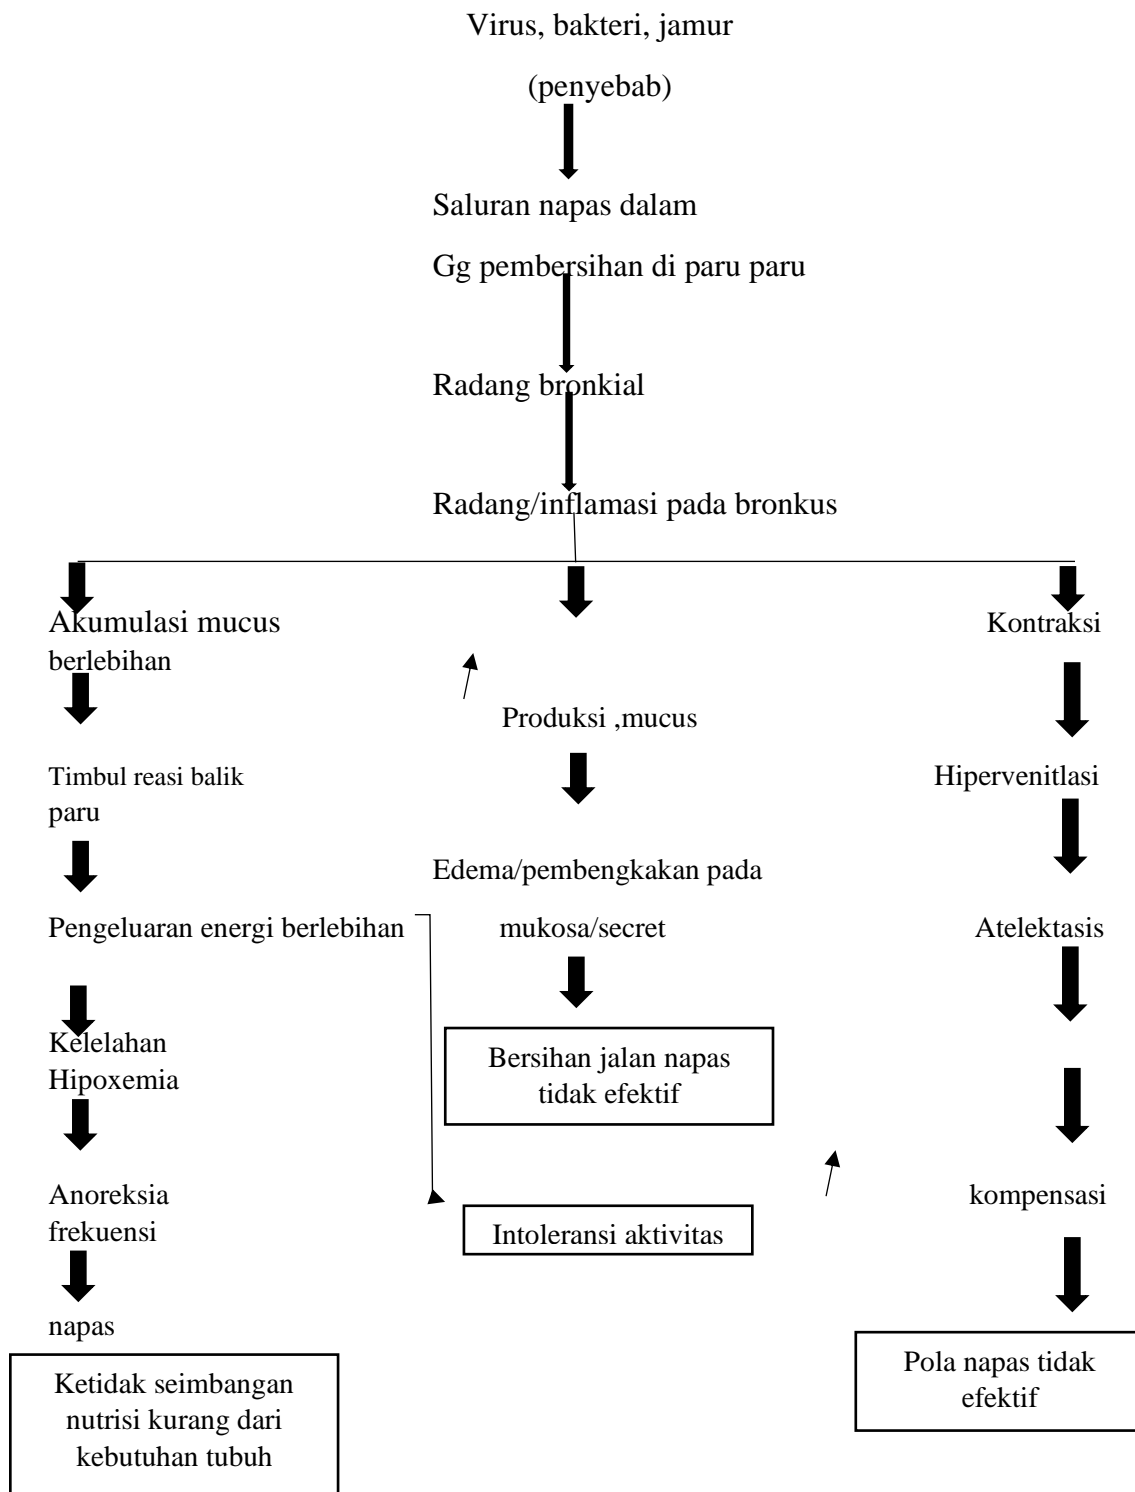 Virus, bakteri, jamur
(penyebab)
Saluran napas dalam
Gg pembersihan di paru paru
Radang bronkial
Radang/inflamasi pada bronkus
Akumulasi mucus
berlebihan
Kontraksi
Produksi ,mucus
Timbul reasi balik
paru
Hipervenitlasi
Edema/pembengkakan pada
Pengeluaran energi berlebihan
mukosa/secret
Atelektasis
Kelelahan
Hipoxemia
Bersihan jalan napas
tidak efektif
Anoreksia
frekuensi
kompensasi
Intoleransi aktivitas
napas
Ketidak seimbangan
nutrisi kurang dari
kebutuhan tubuh
Pola napas tidak
efektif